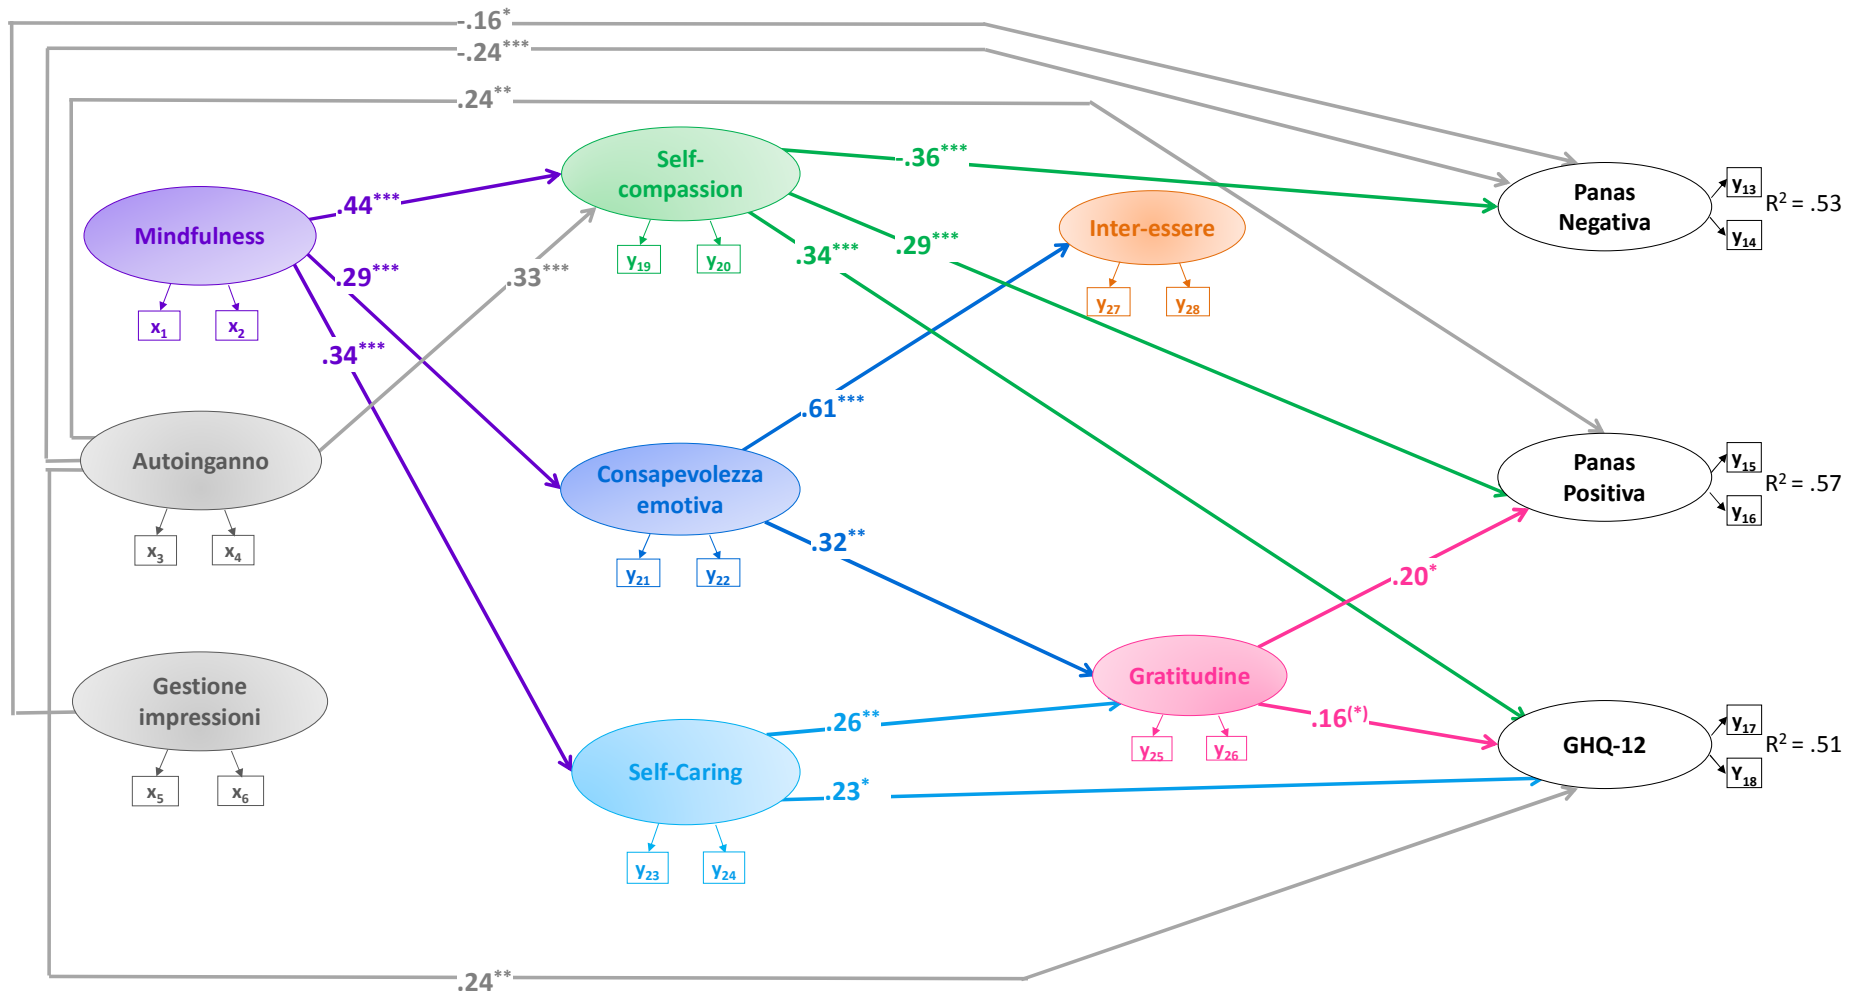 -.16*
-.24***
.24**
Self-
compassion
-.36***
Panas
Negativa
y13
y14
R² = .53
Mindfulness
.44***
.29***
.34***
x1
x2
y19
y20
.33***
.34***
.29***
Inter-essere
y27
y28
Autoinganno
x3
x4
Consapevolezza
emotiva
.61***
.32**
y21
y22
Panas
Positiva
y15
y16
R² = .57
.20*
Gestione
impressioni
x5
x6
Self-Caring
.26**
.23*
y23
y24
Gratitudine
.16(*)
y25
y26
GHQ-12
y17
y18
R² = .51
.24**